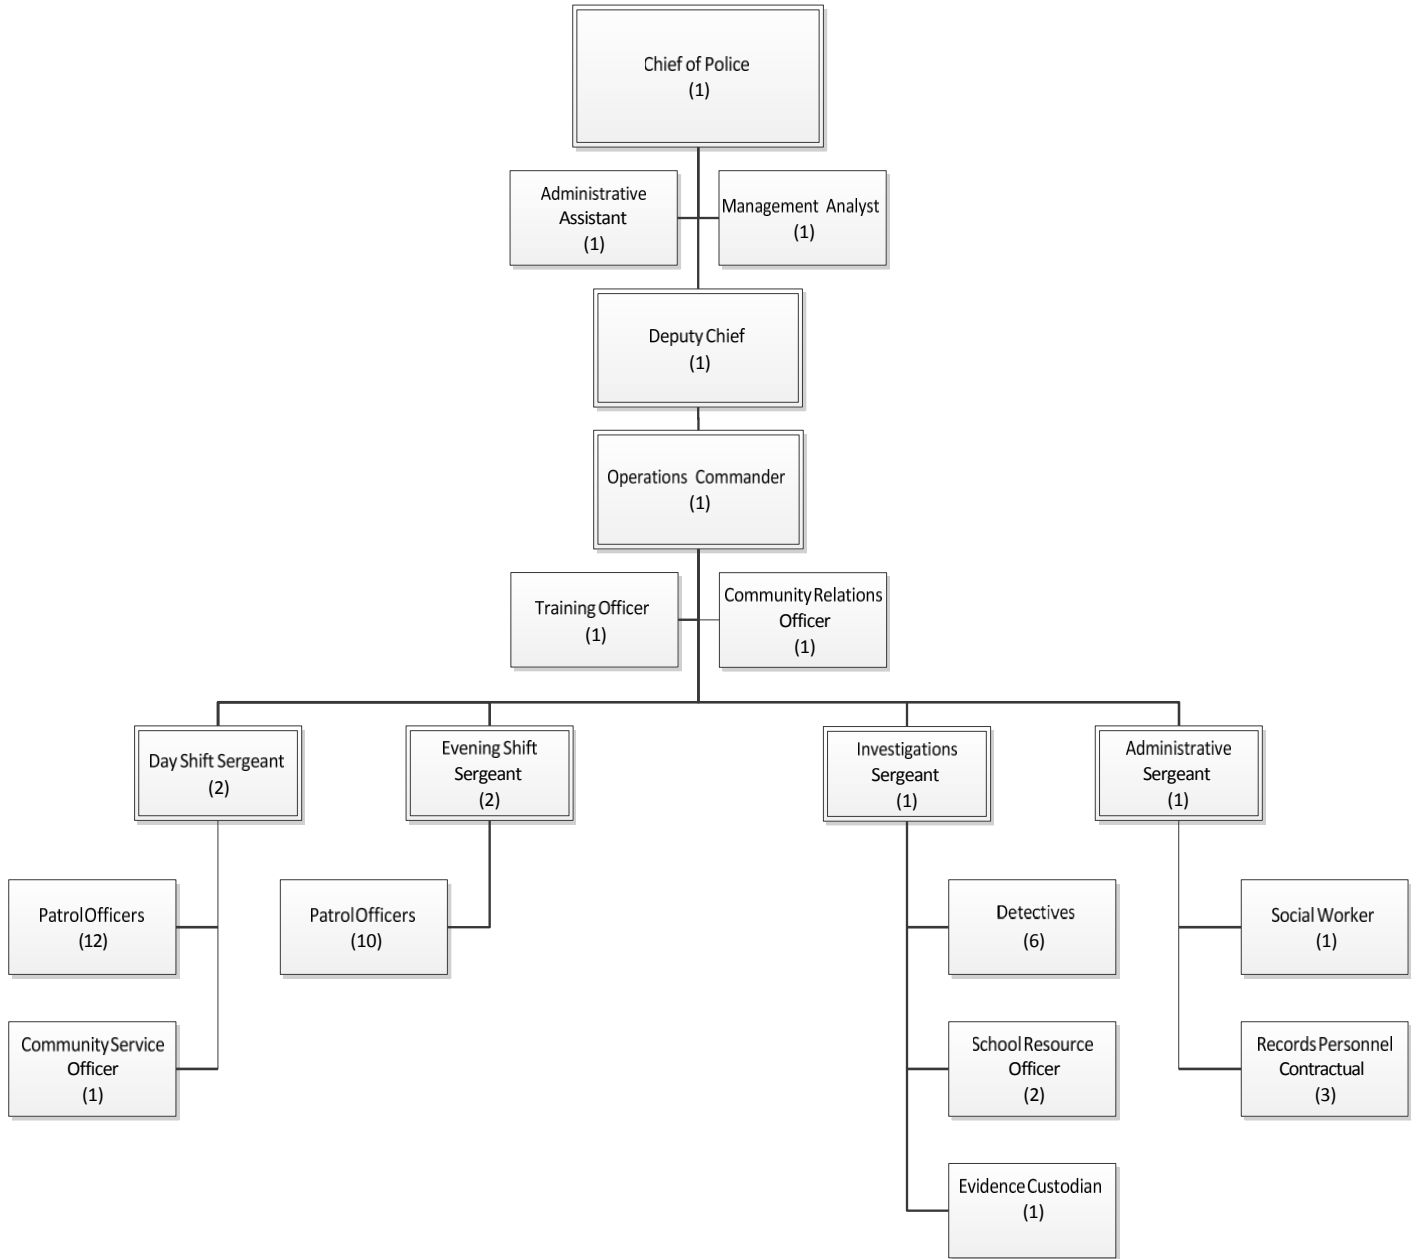 Chief of Police
(1)
Administrative
Assistant
(1)
Management Analyst
(1)
Deputy Chief
(1)
Operations Commander
(1)
Training Officer
(1)
Community Relations
Officer
(1)
Day Shift Sergeant
(2)
Evening Shift
Sergeant
(2)
Investigations
Sergeant
(1)
Administrative
Sergeant
(1)
Patrol Officers
(12)
Patrol Officers
(10)
Detectives
(6)
Social Worker
(1)
Community Service
Officer
(1)
School Resource
Officer
(2)
Records Personnel
Contractual
(3)
Evidence Custodian
(1)